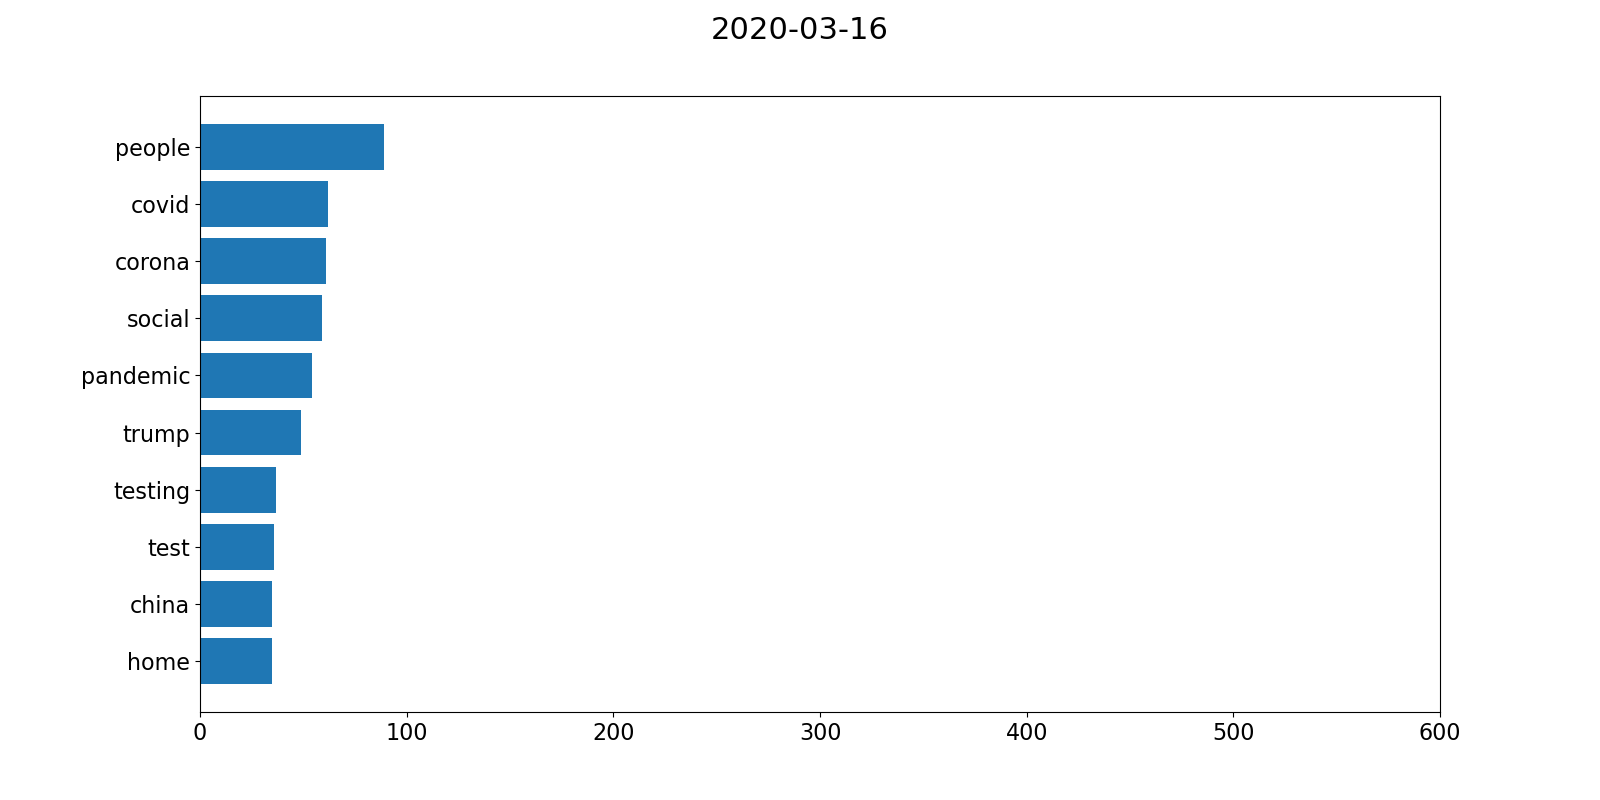 2020-03-16
people
covid
corona
social
pandemic
trump
testing
test
china
home
0 100 200 300 400 500 600